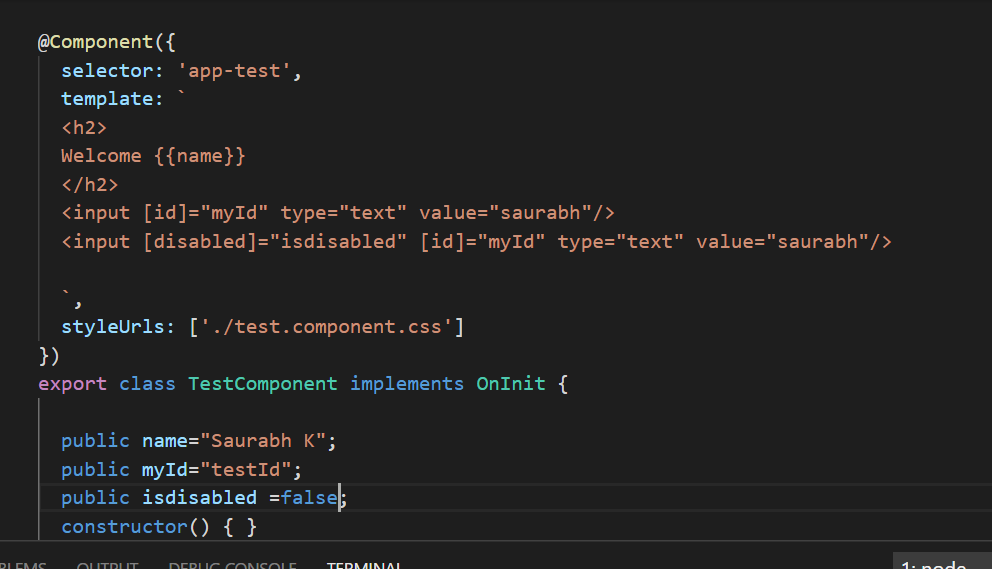 @Component({
selector: 'app-test',
template: `
<h2>
Welcome {{name}}
</h2>
<input [id]="myId" type="text" value="saurabh"/>
<input [disabled]="isdisabled" [id]="myId" type="text" value="saurabh"/>
`,
styleUrls: ['./test.component.css']
})
export class TestComponent implements OnInit {
public name="Saurabh K";
public myId="testId";
public isdisabled =false;
constructor() { }
BLEMS OUTPUT DEBUG CONSOLE TERMINAL 1: node